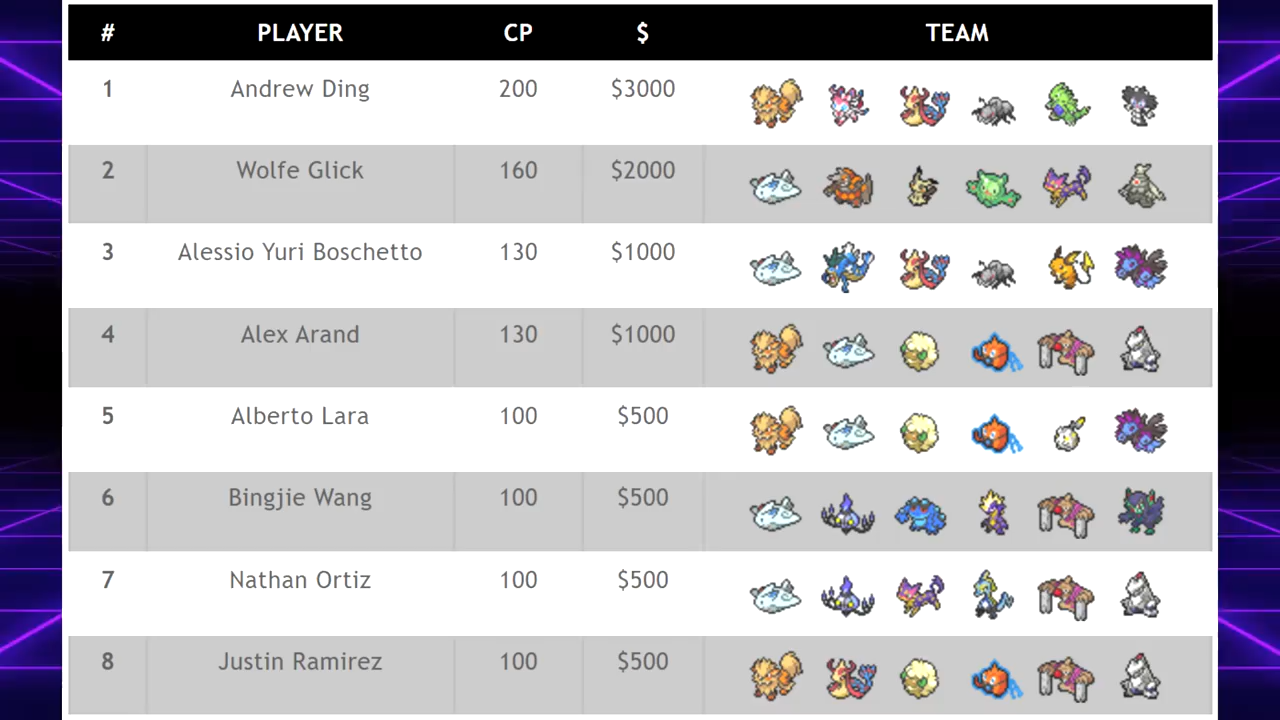 # PLAYER CP $ TEAM
1 Andrew Ding 200 $3000
2 Wolfe Glick 160 $2000
3 Alessio Yuri Boschetto 130 $1000
4 Alex Arand 130 $1000
5 Alberto Lara 100 $500
6 Bingjie Wang 100 $500
7 Nathan Ortiz 100 $500
8 Justin Ramirez 100 $500